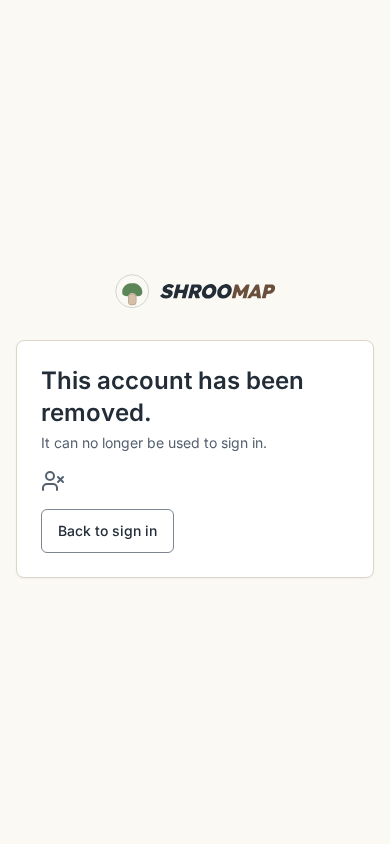 SHROOMAP
This account has been
removed.
It can no longer be used to sign in.
Back to sign in